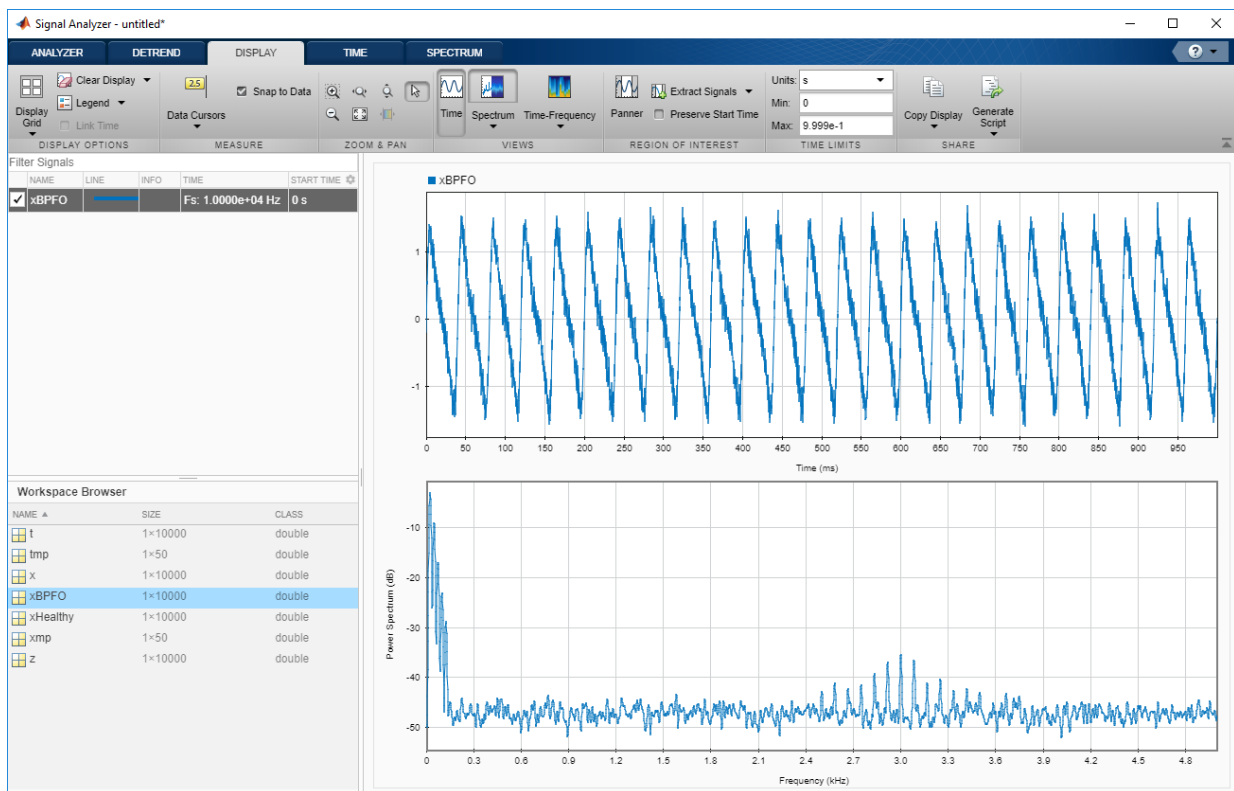 Signal Analyzer - untitled*
ANALYZER DETREND DISPLAY TIME SPECTRUM
Display Grid
Clear Display
Legend
Link Time
2.5
Data Cursors
Snap to Data
Time
Spectrum
Time-Frequency
Panner
Extract Signals
Preserve Start Time
Units: s
Min: 0
Max: 9.999e-1
Copy Display
Generate Script
DISPLAY OPTIONS MEASURE ZOOM & PAN VIEWS REGION OF INTEREST TIME LIMITS SHARE
Filter Signals
NAME LINE INFO TIME START TIME
xBPFO Fs: 1.0000e+04 Hz 0 s
Workspace Browser
NAME SIZE CLASS
t 1×10000 double
tmp 1×50 double
x 1×10000 double
xBPFO 1×10000 double
xHealthy 1×10000 double
xmp 1×50 double
z 1×10000 double
xBPFO
1
0
-1
0 50 100 150 200 250 300 350 400 450 500 550 600 650 700 750 800 850 900 950
Time (ms)
Power Spectrum (dB)
-10
-20
-30
-40
-50
0 0.3 0.6 0.9 1.2 1.5 1.8 2.1 2.4 2.7 3.0 3.3 3.6 3.9 4.2 4.5 4.8
Frequency (kHz)